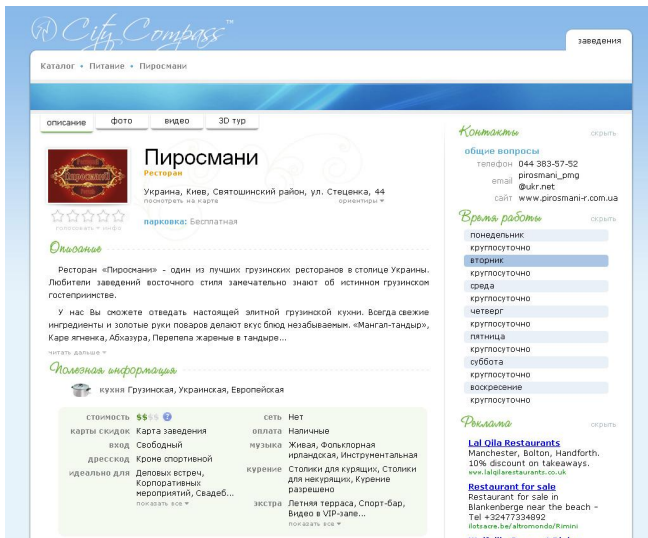 City Compass™
заведения
Каталог • Питание • Пиросмани
описание
фото
видео
3D тур
Пиросмани
Ресторан
Украина, Киев, Святошинский район, ул. Стеценка, 44
посмотреть на карте
ориентиры
парковка: Бесплатная
Описание
Ресторан «Пиросмани» - один из лучших грузинских ресторанов в столице Украины.
Любители заведений восточного стиля замечательно знают об истинном грузинском
гостеприимстве.
У нас Вы сможете отведать настоящей элитной грузинской кухни. Всегда свежие
ингредиенты и золотые руки поваров делают вкус блюд незабываемым. «Мангал-тандыр»,
Каре ягненка, Абхазура, Перепела жареные в тандыре...
читать дальше
Полезная информация
кухня Грузинская, Украинская, Европейская
стоимость $$$$ ?
карты скидок Карта заведения
вход Свободный
дресскод Кроме спортивной
идеально для Деловых встреч,
Корпоративных
мероприятий, Свадеб...
показать все
сеть Нет
оплата Наличные
музыка Живая, Фольклорная
ирландская, Инструментальная
курение Столики для курящих, Столики
для некурящих, Курение
разрешено
экстра Летняя терраса, Спорт-бар,
Видео в VIP-зале...
показать все
Контакты
скрыть
общие вопросы
телефон 044 383-57-52
email pirosmani_pmg
@ukr.net
сайт www.pirosmani-r.com.ua
Время работы
скрыть
понедельник
круглосуточно
вторник
круглосуточно
среда
круглосуточно
четверг
круглосуточно
пятница
круглосуточно
суббота
круглосуточно
воскресение
круглосуточно
Реклама
скрыть
Lal Qila Restaurants
Manchester, Bolton, Handforth.
10% discount on takeaways.
www.lalqilarestaurants.co.uk
Restaurant for sale
Restaurant for sale in
Blankenberge near the beach –
Tel +32477334892
ilotsacre.be/altromondo/Rimini